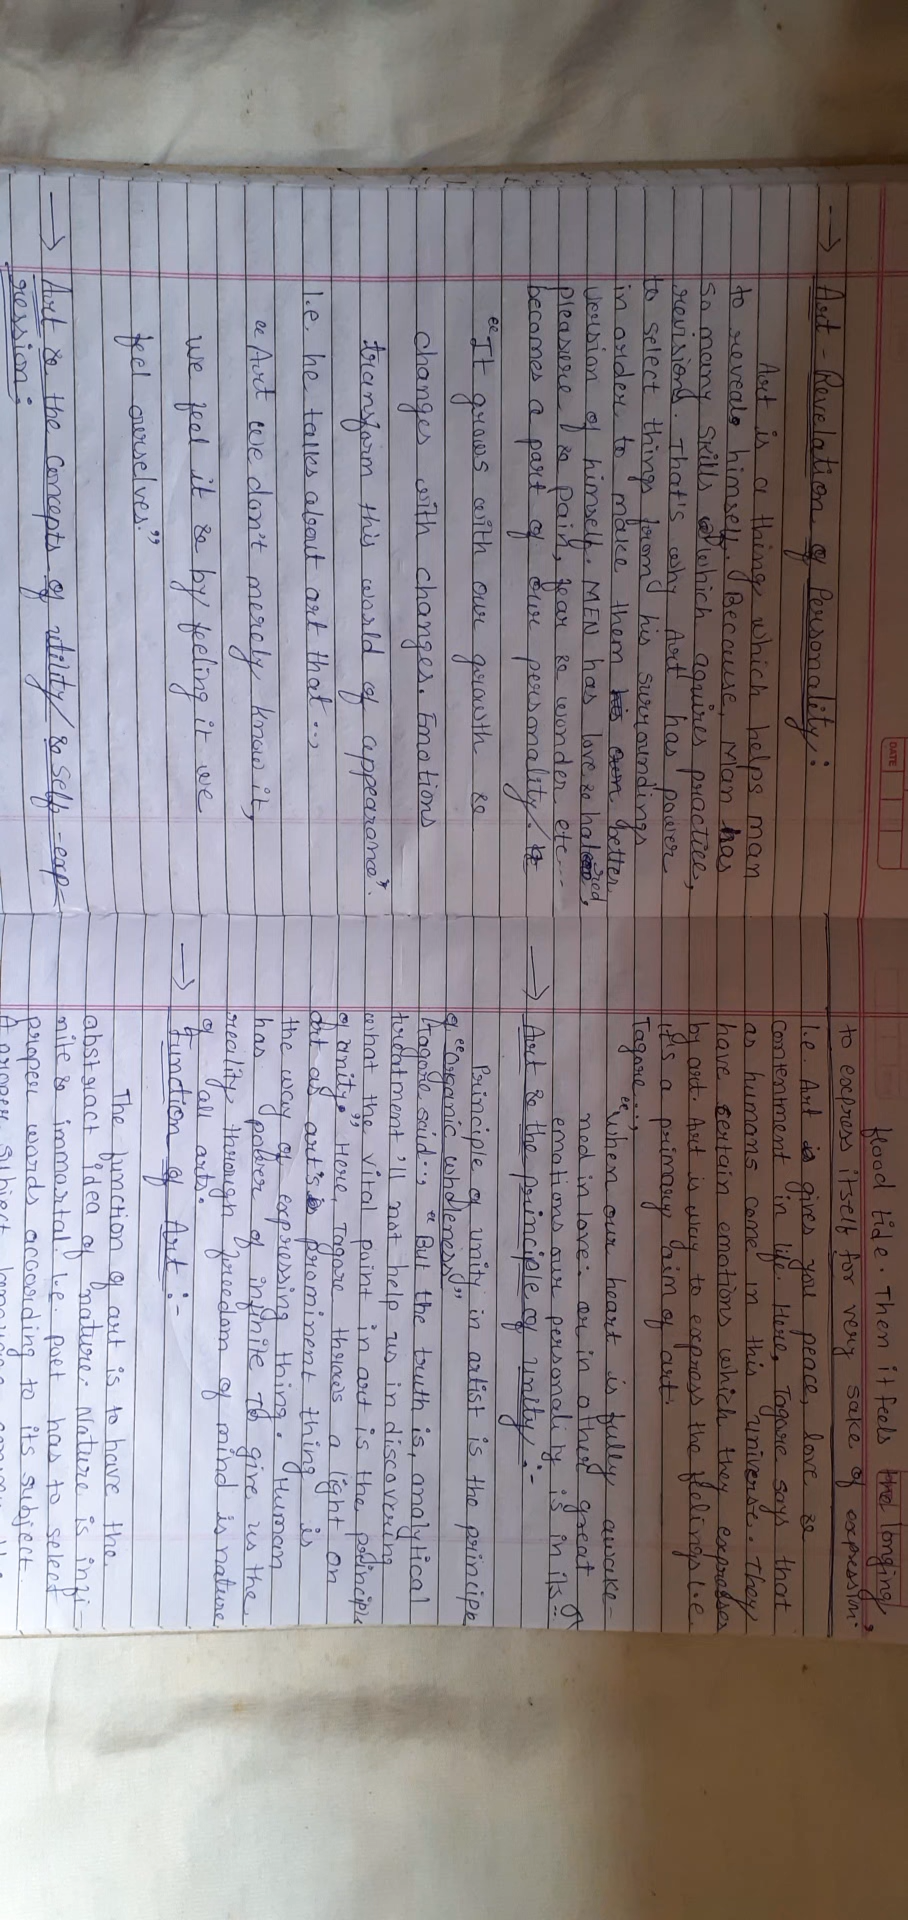 DATE
→ Art - Revelation of Personality :
Art is a thing which helps man
to reveals himself. Because, Man has
so many skills which aquires practice,
revisions. That's why Art has power
to select things from his surroundings
in order to make them better
version of himself. MEN has love & hatered,
pleasere & pain, fear & wonder etc...
becomes a part of our personality.
"It grows with our growth &
changes with changes. Emotions
transform this world of appearance".
I.e. he talks about art that...,
"Art we don't merely know it,
we feel it & by feeling it we
feel ourselves."
→ Art & the concepts of utility/& self-exp-
ression:
flood tide. Then it feels the longing,
to express itself for very sake of expression.
I.e. Art gives you peace, love &
contentment in life. Here, Tagore says that
as humans same in this universe. They
have certain emotions which they expresses
by art. Art is way to express the felings i.e.
it's a primary aim of art.
Tagore...,
"when our heart is fully awake-
ned in love. or in other great
emotions our personality is in its..
→ Art & the principle of unity :-
Principle of unity in artist is the principe
of "organic wholeness"
Tagore said..., "But the truth is, analytical
treatment 'll not help us in discovering
what the vital point in art is the principle
of unity." Here Tagore throws a light on
art as art's prominent thing is
the way of expressing thing. Human
has power of infinite to give us the
reality through freedom of mind is nature
of all arts.
→ function of Art :-
The function of art is to have the
abstract idea of nature. Nature is infi-
nite & immortal. i.e. poet has to select
proper words according to its subject.
A proper subject, language